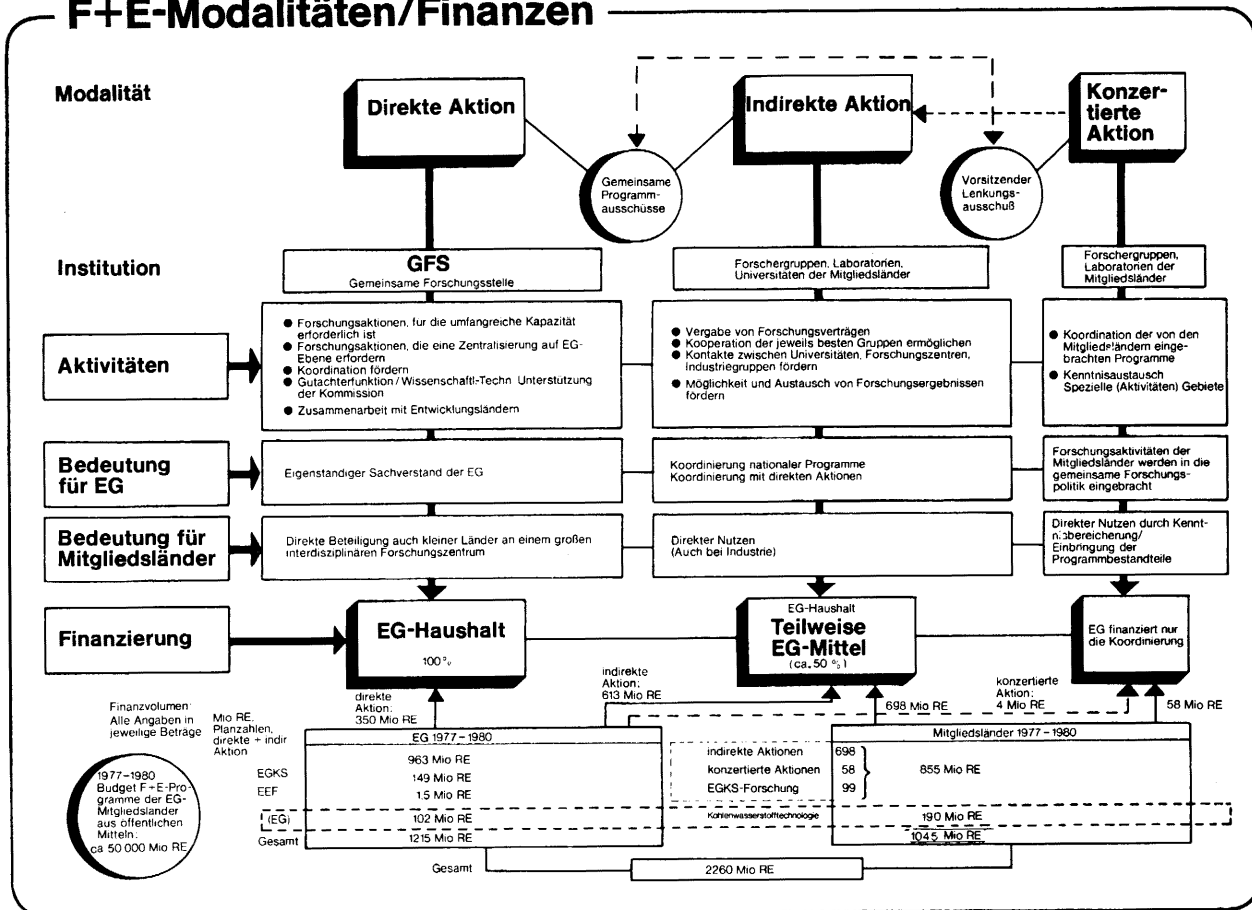 F+E-Modalitäten/Finanzen
Modalität
Direkte Aktion
Indirekte Aktion
Konzer-
tierte
Aktion
Gemeinsame
Programm-
ausschüsse
Vorsitzender
Lenkungs-
ausschuß
Institution
GFS
Gemeinsame Forschungsstelle
Forschergruppen, Laboratorien,
Universitäten der Mitgliedsländer
Forschergruppen,
Laboratorien der
Mitgliedsländer
Aktivitäten
● Forschungsaktionen, für die umfangreiche Kapazität
erforderlich ist
● Forschungsaktionen, die eine Zentralisierung auf EG-
Ebene erfordern
● Koordination fördern
● Gutachterfunktion/Wissenschaftl.-Techn Unterstützung
der Kommission
● Zusammenarbeit mit Entwicklungsländern
● Vergabe von Forschungsverträgen
● Kooperation der jeweils besten Gruppen ermöglichen
● Kontakte zwischen Universitäten, Forschungszentren,
Industriegruppen fördern
● Möglichkeit und Austausch von Forschungsergebnissen
fördern
● Koordination der von den
Mitgliedsländern einge-
brachten Programme
● Kenntnisaustausch
Spezielle (Aktivitäten) Gebiete
Bedeutung
für EG
Eigenständiger Sachverstand der EG
Koordinierung nationaler Programme
Koordinierung mit direkten Aktionen
Forschungsaktivitäten der
Mitgliedsländer werden in die
gemeinsame Forschungs-
politik eingebracht
Bedeutung für
Mitgliedsländer
Direkte Beteiligung auch kleiner Länder an einem großen
interdisziplinären Forschungszentrum
Direkter Nutzen
(Auch bei Industrie)
Direkter Nutzen durch Kennt-
nisbereicherung/
Einbringung der
Programmbestandteile
Finanzierung
EG-Haushalt
100%
EG-Haushalt
Teilweise
EG-Mittel
(ca. 50 %)
EG finanziert nur
die Koordinierung
Finanzvolumen:
Alle Angaben in
jeweilige Beträge
Mio RE,
Planzahlen,
direkte + indir
Aktion
direkte
Aktion:
350 Mio RE
indirekte
Aktion:
613 Mio RE
698 Mio RE
konzertierte
Aktion:
4 Mio RE
58 Mio RE
EG 1977–1980
963 Mio RE
EGKS 149 Mio RE
EEF 1.5 Mio RE
(EG) 102 Mio RE
Gesamt 1215 Mio RE
Mitgliedsländer 1977–1980
indirekte Aktionen 698
konzertierte Aktionen 58
EGKS-Forschung 99
855 Mio RE
Kohlenwasserstofftechnologie 190 Mio RE
1045 Mio RE
1977–1980
Budget F+E-Pro-
gramme der EG-
Mitgliedsländer
aus öffentlichen
Mitteln:
ca 50 000 Mio RE
Gesamt
2260 Mio RE